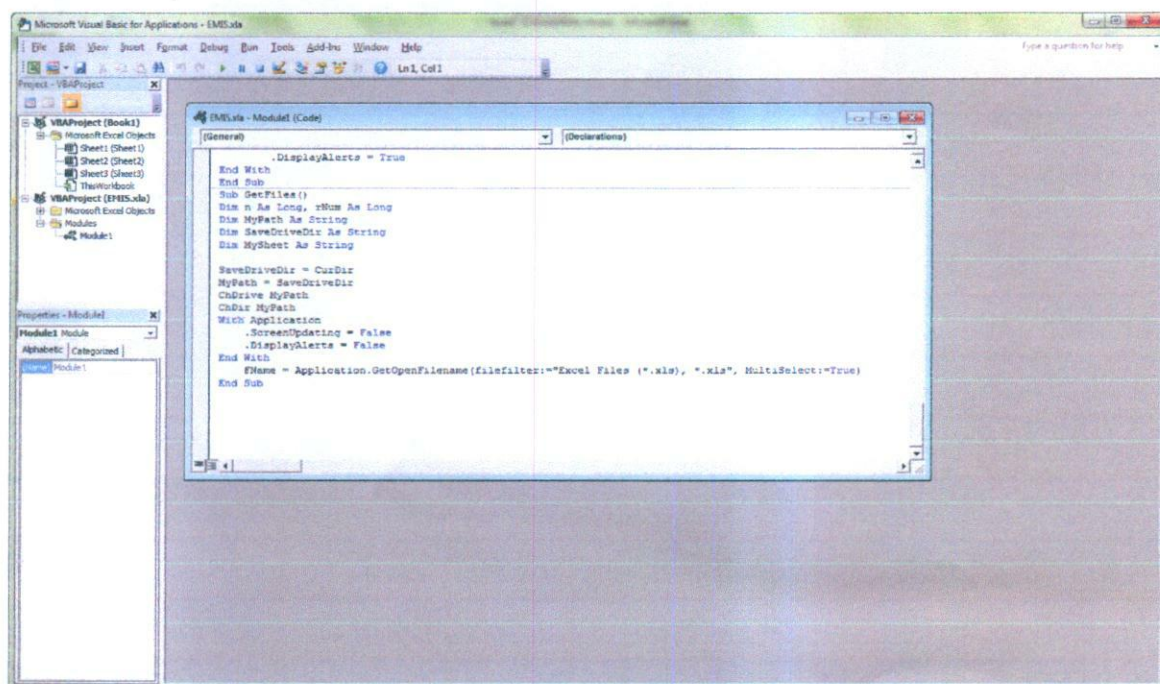 Microsoft Visual Basic for Applications - EMIS.xla
File Edit View Insert Format Debug Run Tools Add-Ins Window Help
Type a question for help
Ln 1, Col 1
Project - VBAProject
VBAProject (Book1)
Microsoft Excel Objects
Sheet1 (Sheet1)
Sheet2 (Sheet2)
Sheet3 (Sheet3)
ThisWorkbook
VBAProject (EMIS.xla)
Microsoft Excel Objects
Modules
Module1
Properties - Module1
Module1 Module
Alphabetic Categorized
(Name) Module1
EMIS.xla - Module1 (Code)
(General) (Declarations)
.DisplayAlerts = True
End With
End Sub
Sub GetFiles()
Dim n As Long, rNum As Long
Dim MyPath As String
Dim SaveDriveDir As String
Dim MySheet As String
SaveDriveDir = CurDir
MyPath = SaveDriveDir
ChDrive MyPath
ChDir MyPath
With Application
.ScreenUpdating = False
.DisplayAlerts = False
End With
fName = Application.GetOpenFilename(filefilter:="Excel Files (*.xls), *.xls", MultiSelect:=True)
End Sub